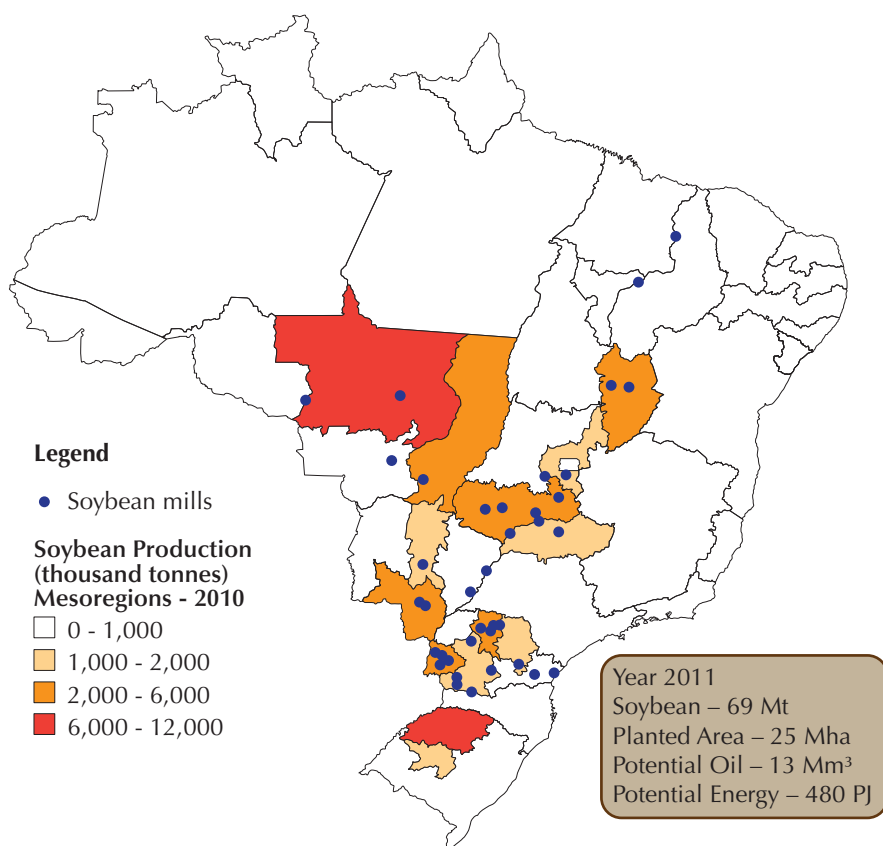 Legend
Soybean mills
Soybean Production
(thousand tonnes)
Mesoregions - 2010
0 - 1,000
1,000 - 2,000
2,000 - 6,000
6,000 - 12,000
Year 2011
Soybean – 69 Mt
Planted Area – 25 Mha
Potential Oil – 13 Mm³
Potential Energy – 480 PJ